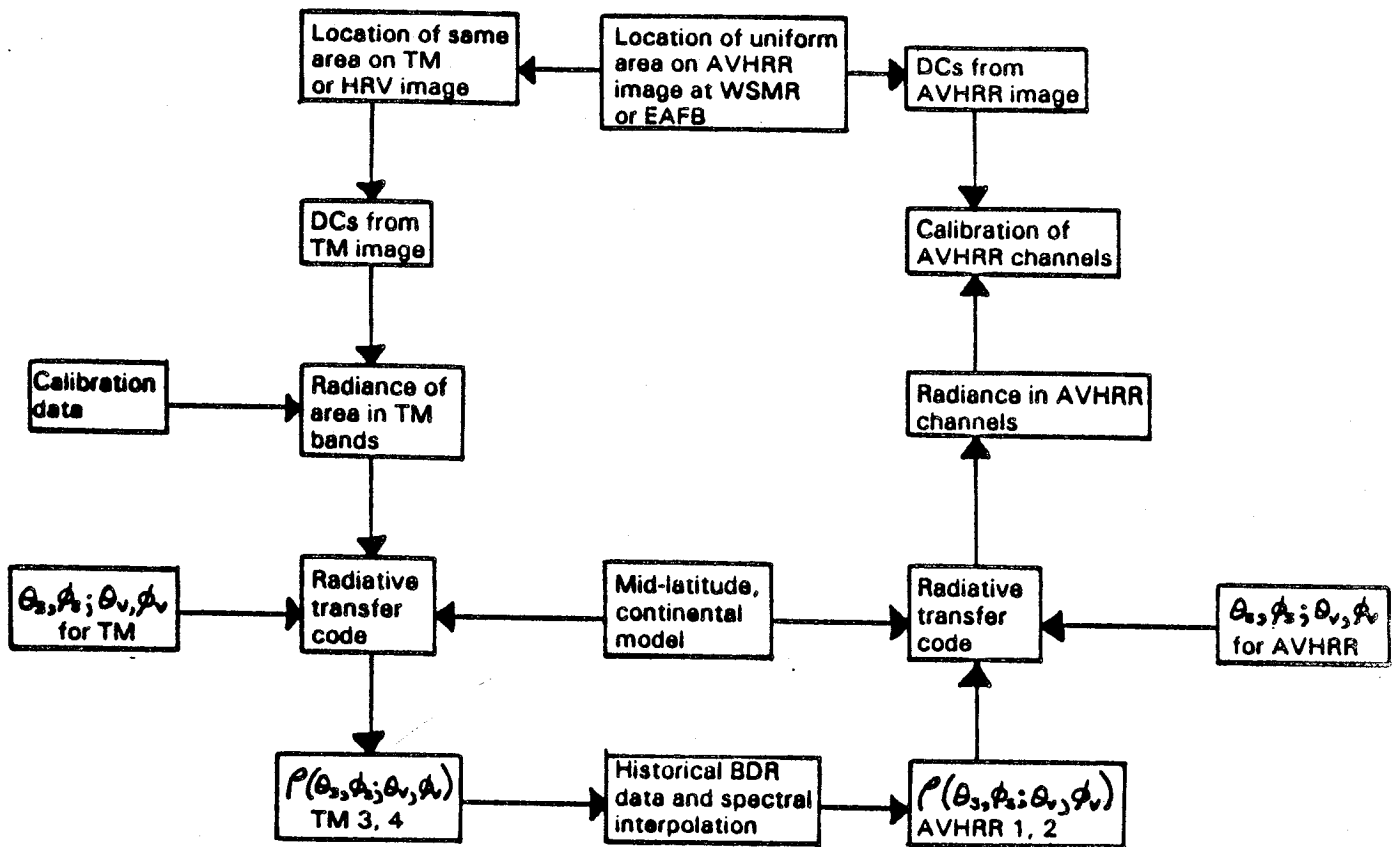 Location of same
area on TM
or HRV image
Location of uniform
area on AVHRR
image at WSMR
or EAFB
DCs from
AVHRR image
DCs from
TM image
Calibration of
AVHRR channels
Calibration
data
Radiance of
area in TM
bands
Radiance in AVHRR
channels
θs, φs; θv, φv
for TM
Radiative
transfer
code
Mid-latitude,
continental
model
Radiative
transfer
code
θs, φs; θv, φv
for AVHRR
ρ(θs, φs; θv, φv)
TM 3, 4
Historical BDR
data and spectral
interpolation
ρ(θs, φs; θv, φv)
AVHRR 1, 2